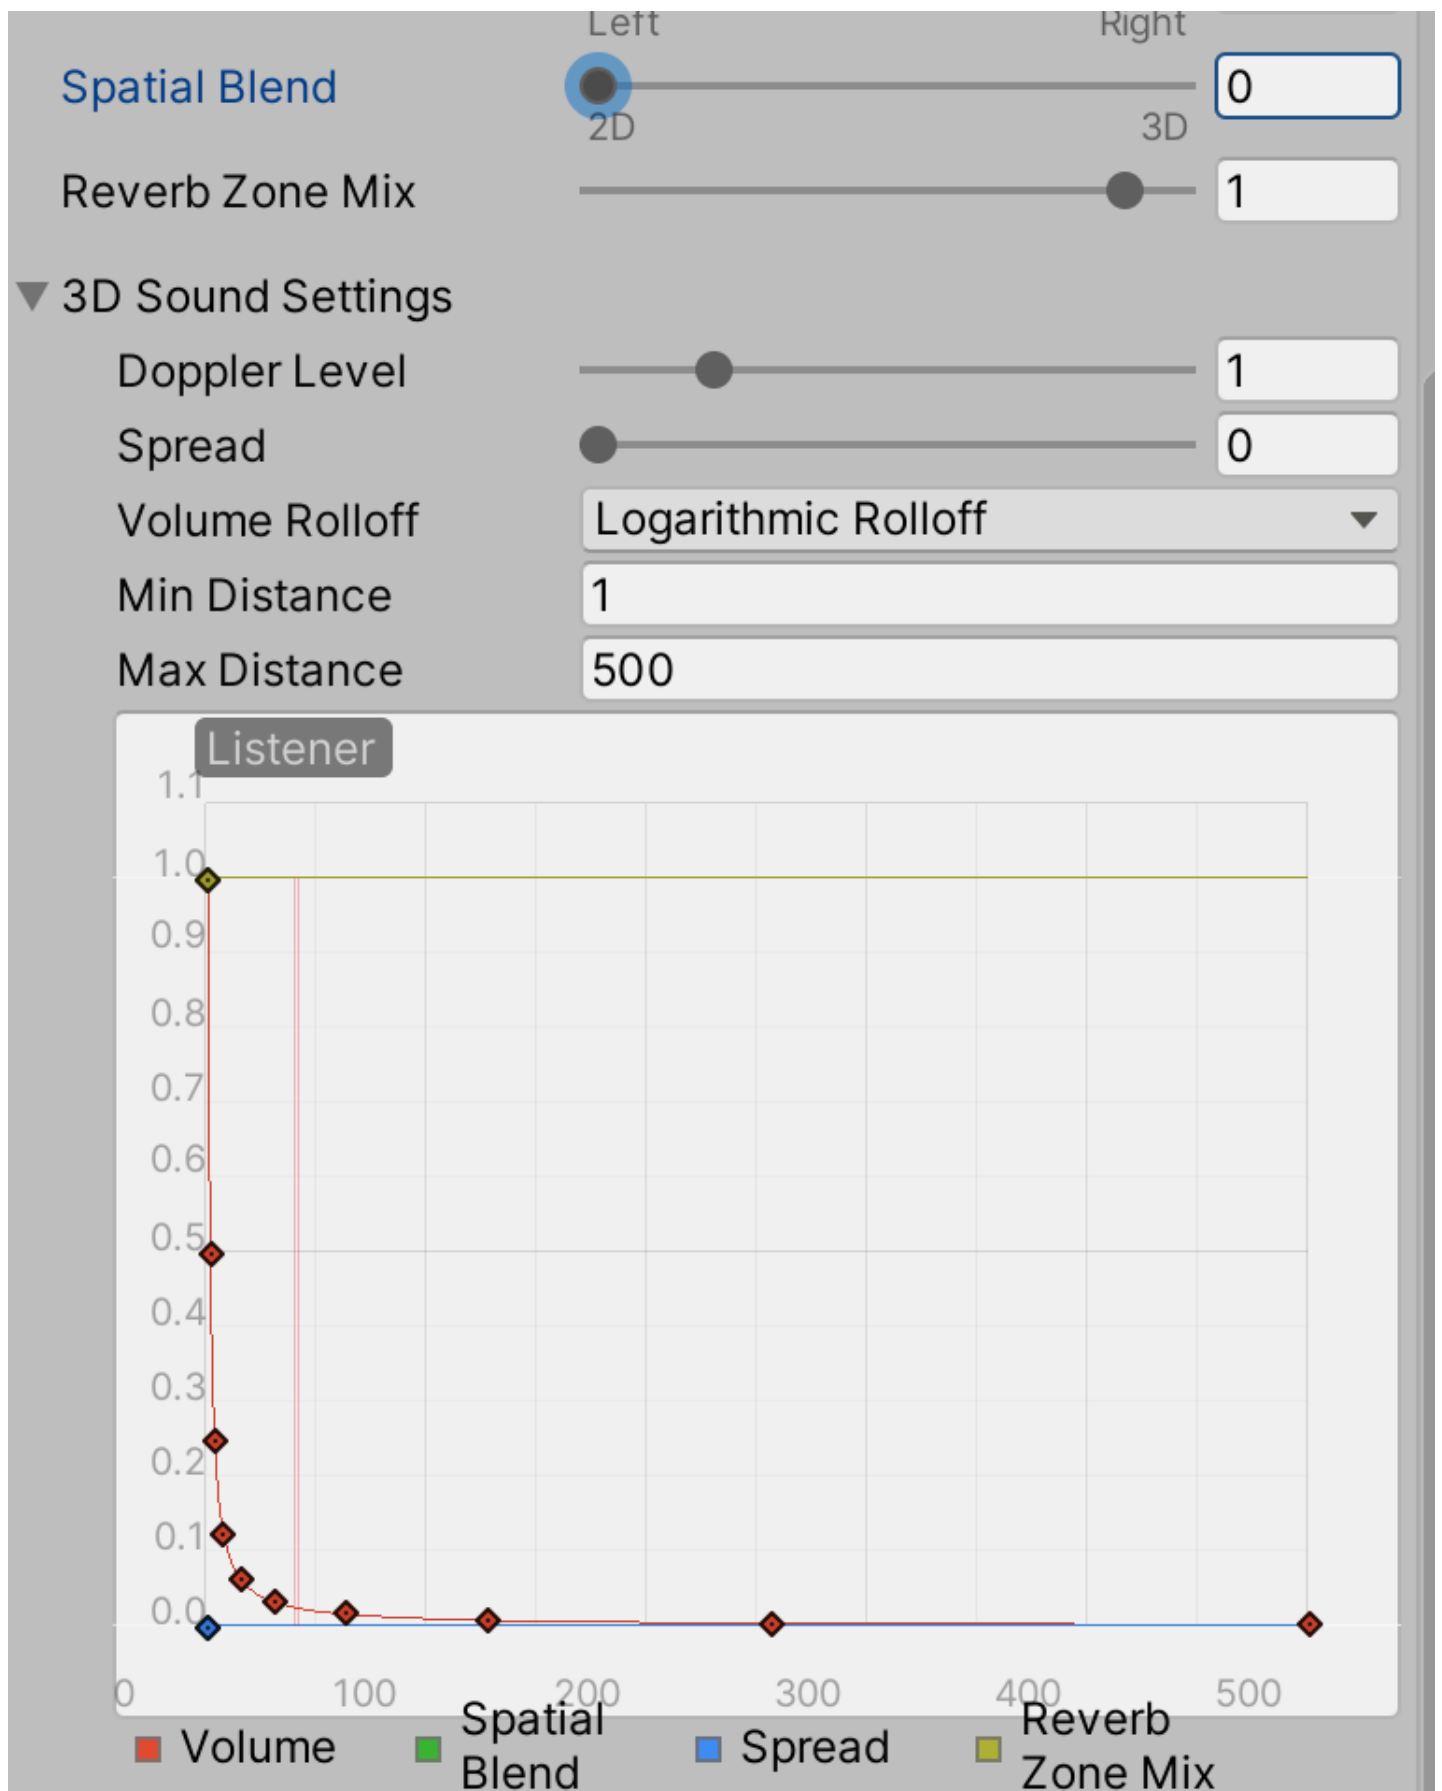 Left Right
Spatial Blend 0
2D 3D
Reverb Zone Mix 1
3D Sound Settings
Doppler Level 1
Spread 0
Volume Rolloff Logarithmic Rolloff
Min Distance 1
Max Distance 500
Listener
1.1
1.0
0.9
0.8
0.7
0.6
0.5
0.4
0.3
0.2
0.1
0.0
0 100 200 300 400 500
Volume
Spatial
Blend
Spread
Reverb
Zone Mix